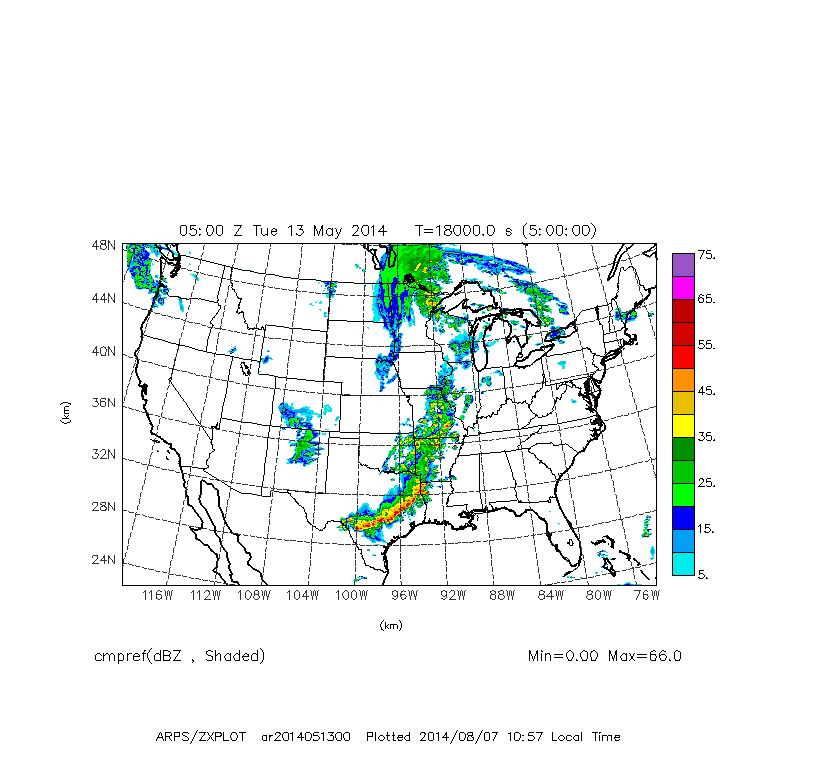 05:00 Z Tue 13 May 2014 T=18000.0 s (5:00:00)
48N
44N
40N
36N
32N
28N
24N
(km)
75.
65.
55.
45.
35.
25.
15.
5.
116W 112W 108W 104W 100W 96W 92W 88W 84W 80W 76W
(km)
cmpref(dBZ , Shaded) Min=0.00 Max=66.0
ARPS/ZXPLOT ar2014051300 Plotted 2014/08/07 10:57 Local Time